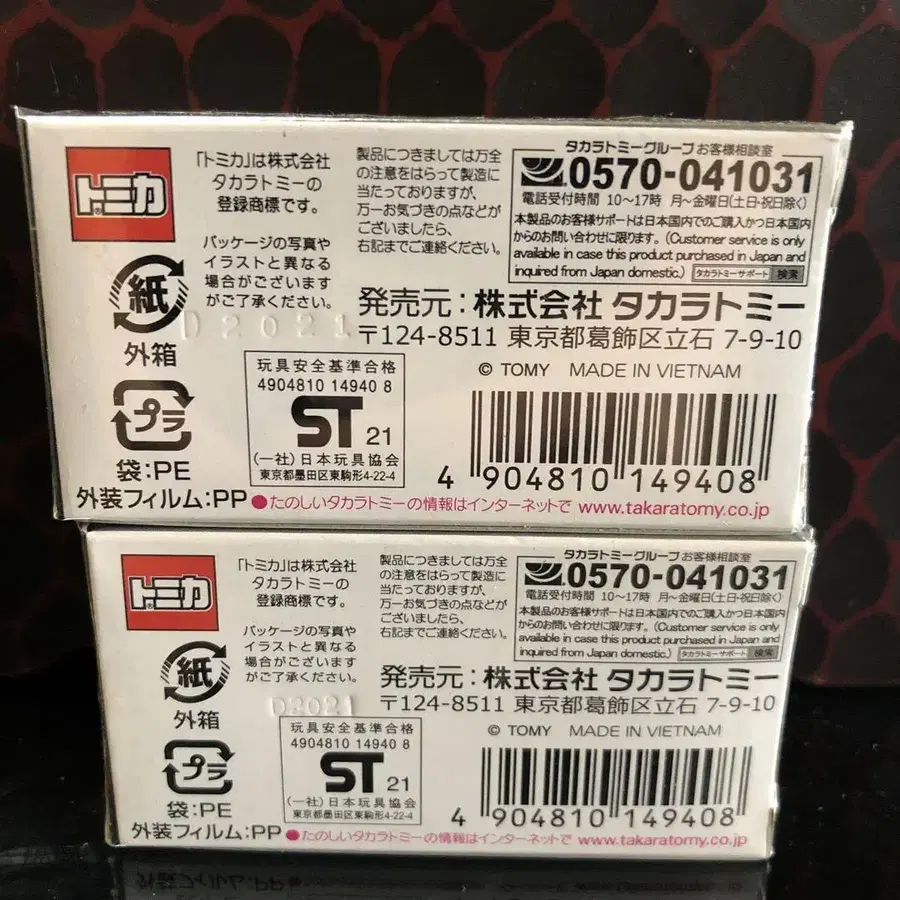 トミカ
「トミカ」は株式会社
タカラトミーの
登録商標です。
パッケージの写真や
イラストと異なる
場合がございます
がご了承ください。
製品につきましては万全
の注意をはらって製造に
当たっておりますが、
万一お気づきの点などが
ございましたら、
右記までご連絡ください。
タカラトミーグループお客様相談室
0570-041031
電話受付時間 10〜17時 月〜金曜日(土日・祝日除く)
本製品のお客様サポートは日本国内でのご購入かつ日本国内
からのお問い合わせに限ります。(Customer service is only
available in case this product purchased in Japan and
inquired from Japan domestic.) タカラトミーサポート 検索
紙
外箱
D2021
発売元:株式会社 タカラトミー
〒124-8511 東京都葛飾区立石 7-9-10
© TOMY MADE IN VIETNAM
プラ
袋:PE
外装フィルム:PP
玩具安全基準合格
4904810 14940 8
ST 21
(一社)日本玩具協会
東京都墨田区東駒形4-22-4
4 904810 149408
●たのしいタカラトミーの情報はインターネットで www.takaratomy.co.jp
トミカ
「トミカ」は株式会社
タカラトミーの
登録商標です。
パッケージの写真や
イラストと異なる
場合がございます
がご了承ください。
製品につきましては万全
の注意をはらって製造に
当たっておりますが、
万一お気づきの点などが
ございましたら、
右記までご連絡ください。
タカラトミーグループお客様相談室
0570-041031
電話受付時間 10〜17時 月〜金曜日(土日・祝日除く)
本製品のお客様サポートは日本国内でのご購入かつ日本国内
からのお問い合わせに限ります。(Customer service is only
available in case this product purchased in Japan and
inquired from Japan domestic.) タカラトミーサポート 検索
紙
外箱
D2021
発売元:株式会社 タカラトミー
〒124-8511 東京都葛飾区立石 7-9-10
© TOMY MADE IN VIETNAM
プラ
袋:PE
外装フィルム:PP
玩具安全基準合格
4904810 14940 8
ST 21
(一社)日本玩具協会
東京都墨田区東駒形4-22-4
4 904810 149408
●たのしいタカラトミーの情報はインターネットで www.takaratomy.co.jp